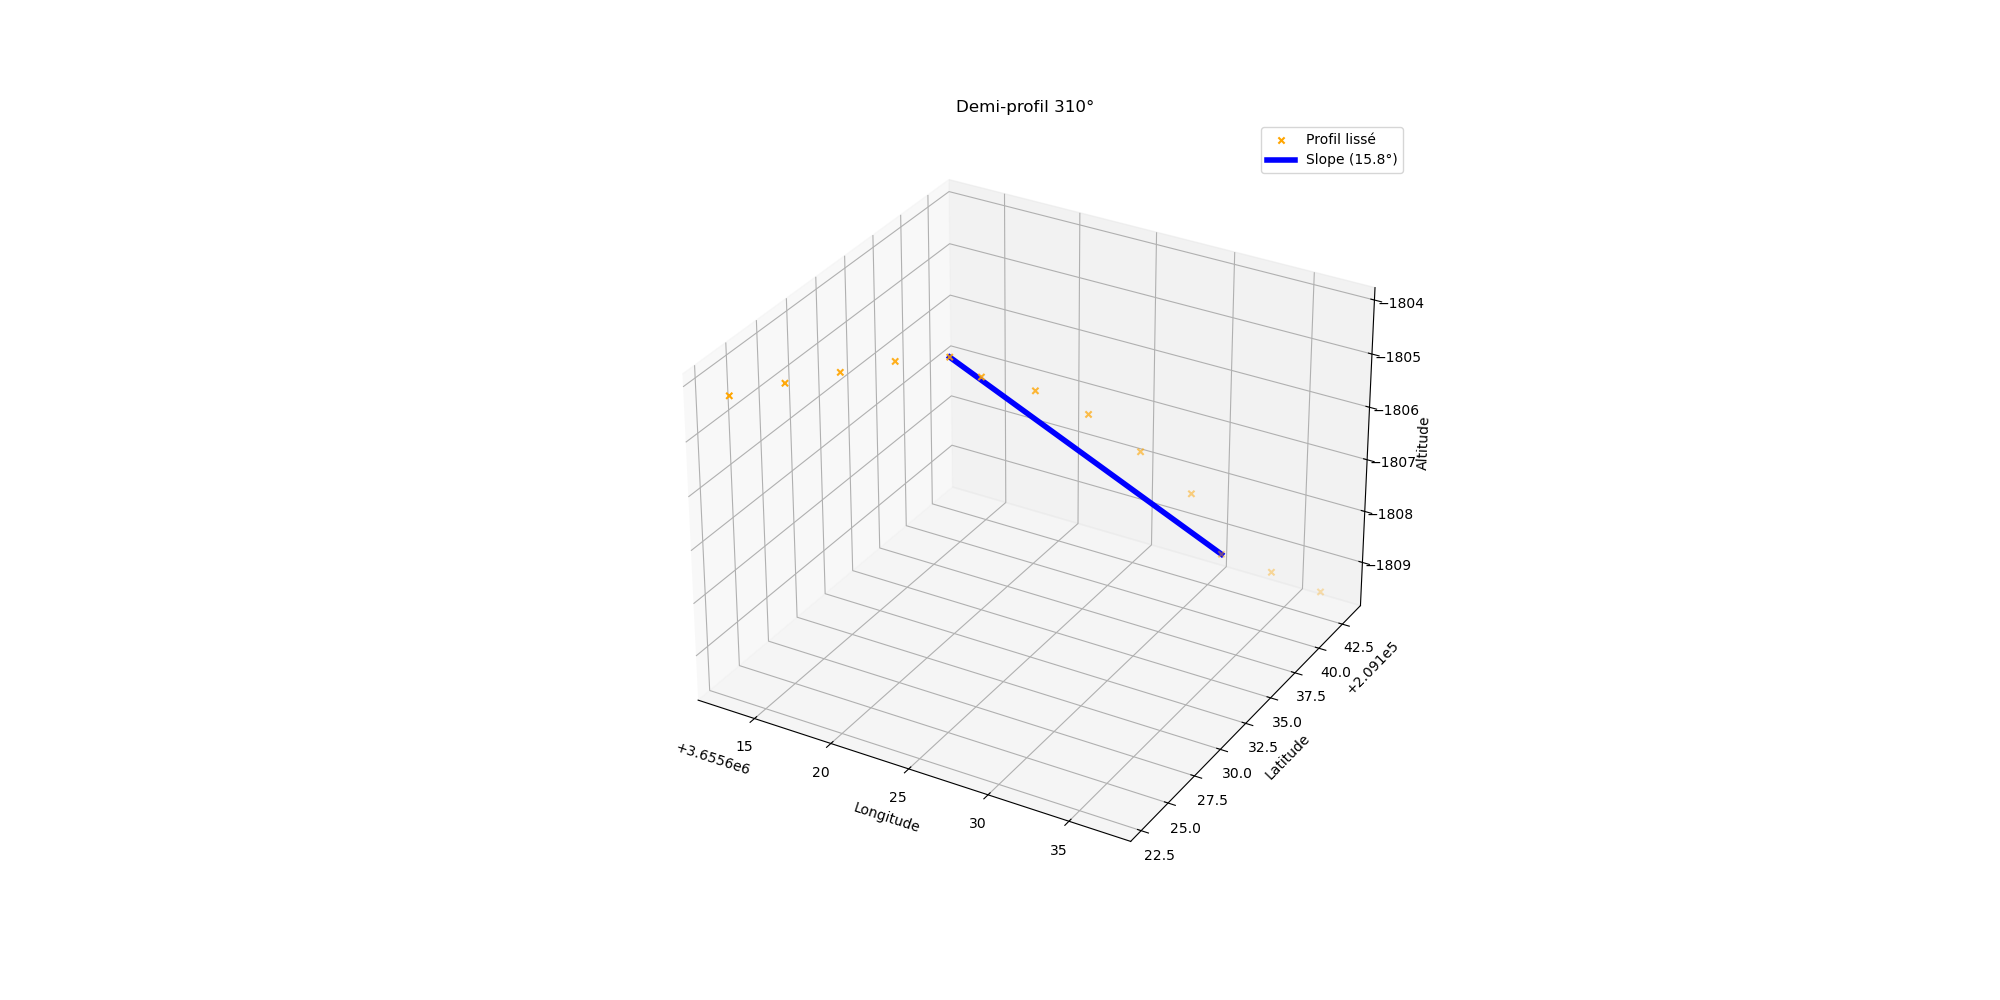 Demi-profil 310°
Profil lissé
Slope (15.8°)
−1804
−1805
−1806
−1807
−1808
−1809
Altitude
42.5
40.0
37.5
35.0
32.5
30.0
27.5
25.0
22.5
+2.091e5
Latitude
15
20
25
30
35
+3.6556e6
Longitude